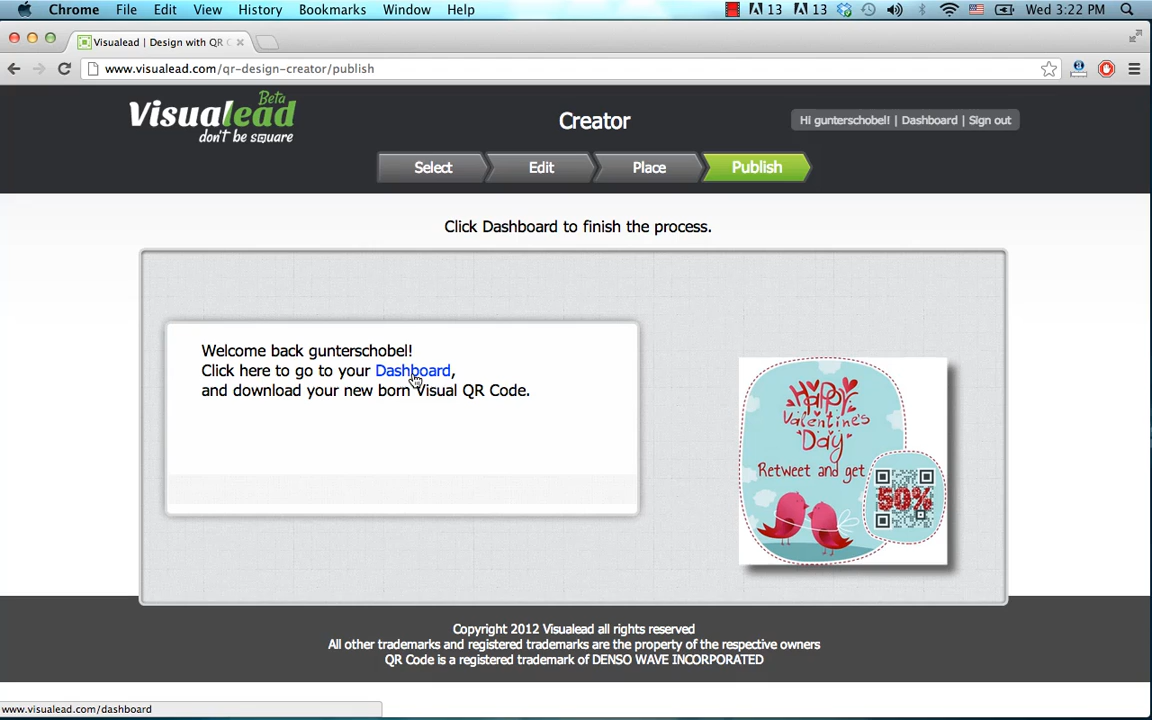 Chrome File Edit View History Bookmarks Window Help 13 13 Wed 3:22 PM
Visualead | Design with QR C
www.visualead.com/qr-design-creator/publish
Visualead Beta
don't be square
Creator
Hi gunterschobel! | Dashboard | Sign out
Select Edit Place Publish
Click Dashboard to finish the process.
Welcome back gunterschobel!
Click here to go to your Dashboard,
and download your new born Visual QR Code.
Happy
Valentine's
Day
Retweet and get
50%
Copyright 2012 Visualead all rights reserved
All other trademarks and registered trademarks are the property of the respective owners
QR Code is a registered trademark of DENSO WAVE INCORPORATED
www.visualead.com/dashboard